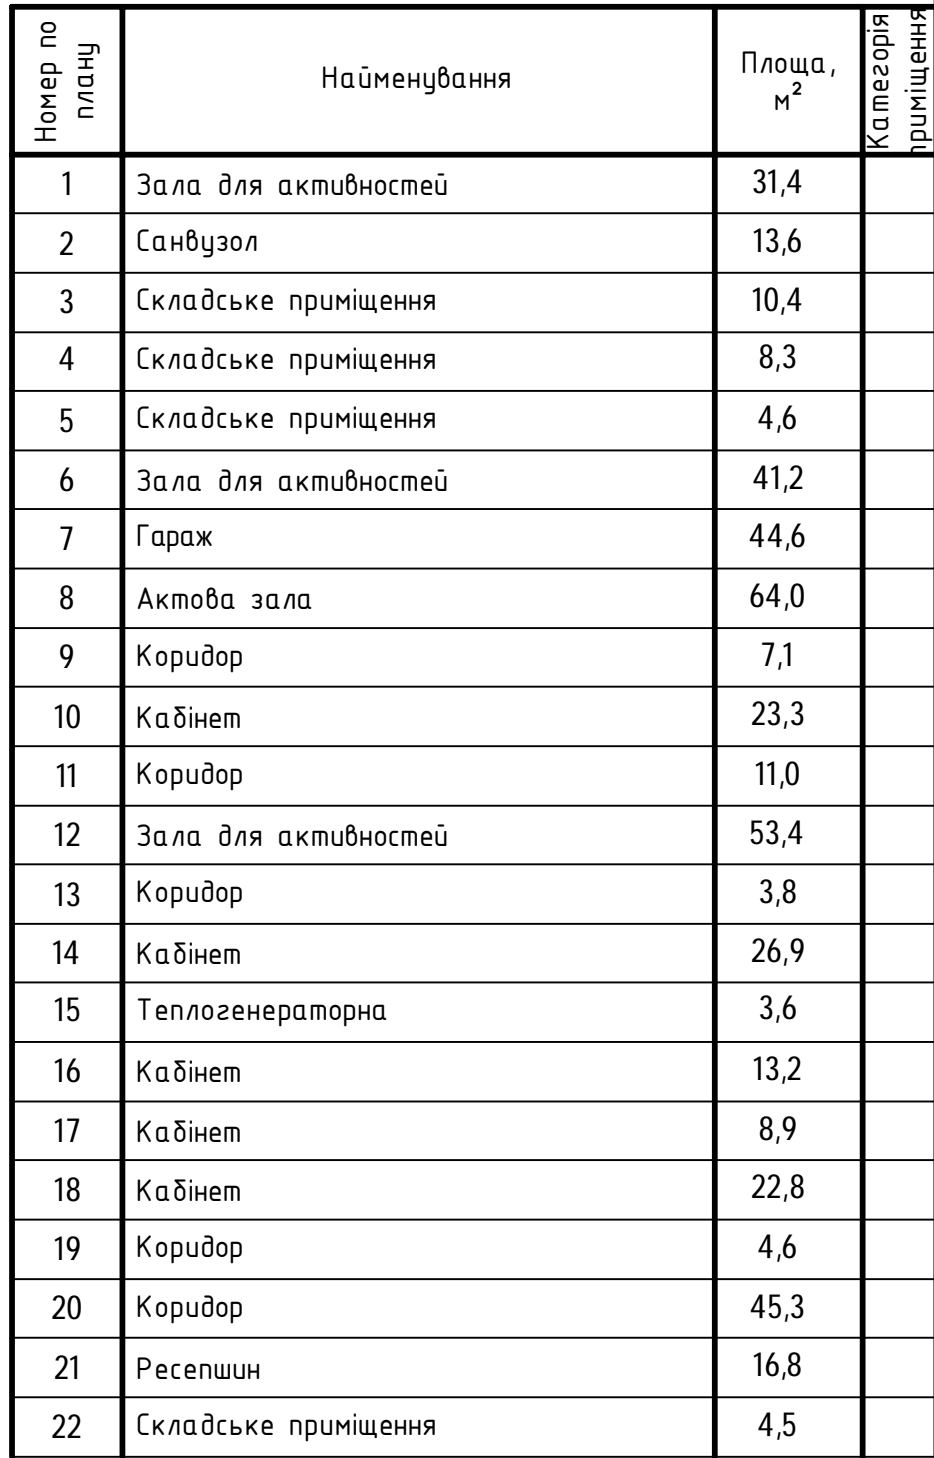 Номер по плану Найменування Площа, м² Категорія приміщення
1 Зала для активностей 31,4
2 Санвузол 13,6
3 Складське приміщення 10,4
4 Складське приміщення 8,3
5 Складське приміщення 4,6
6 Зала для активностей 41,2
7 Гараж 44,6
8 Актова зала 64,0
9 Коридор 7,1
10 Кабінет 23,3
11 Коридор 11,0
12 Зала для активностей 53,4
13 Коридор 3,8
14 Кабінет 26,9
15 Теплогенераторна 3,6
16 Кабінет 13,2
17 Кабінет 8,9
18 Кабінет 22,8
19 Коридор 4,6
20 Коридор 45,3
21 Ресепшин 16,8
22 Складське приміщення 4,5